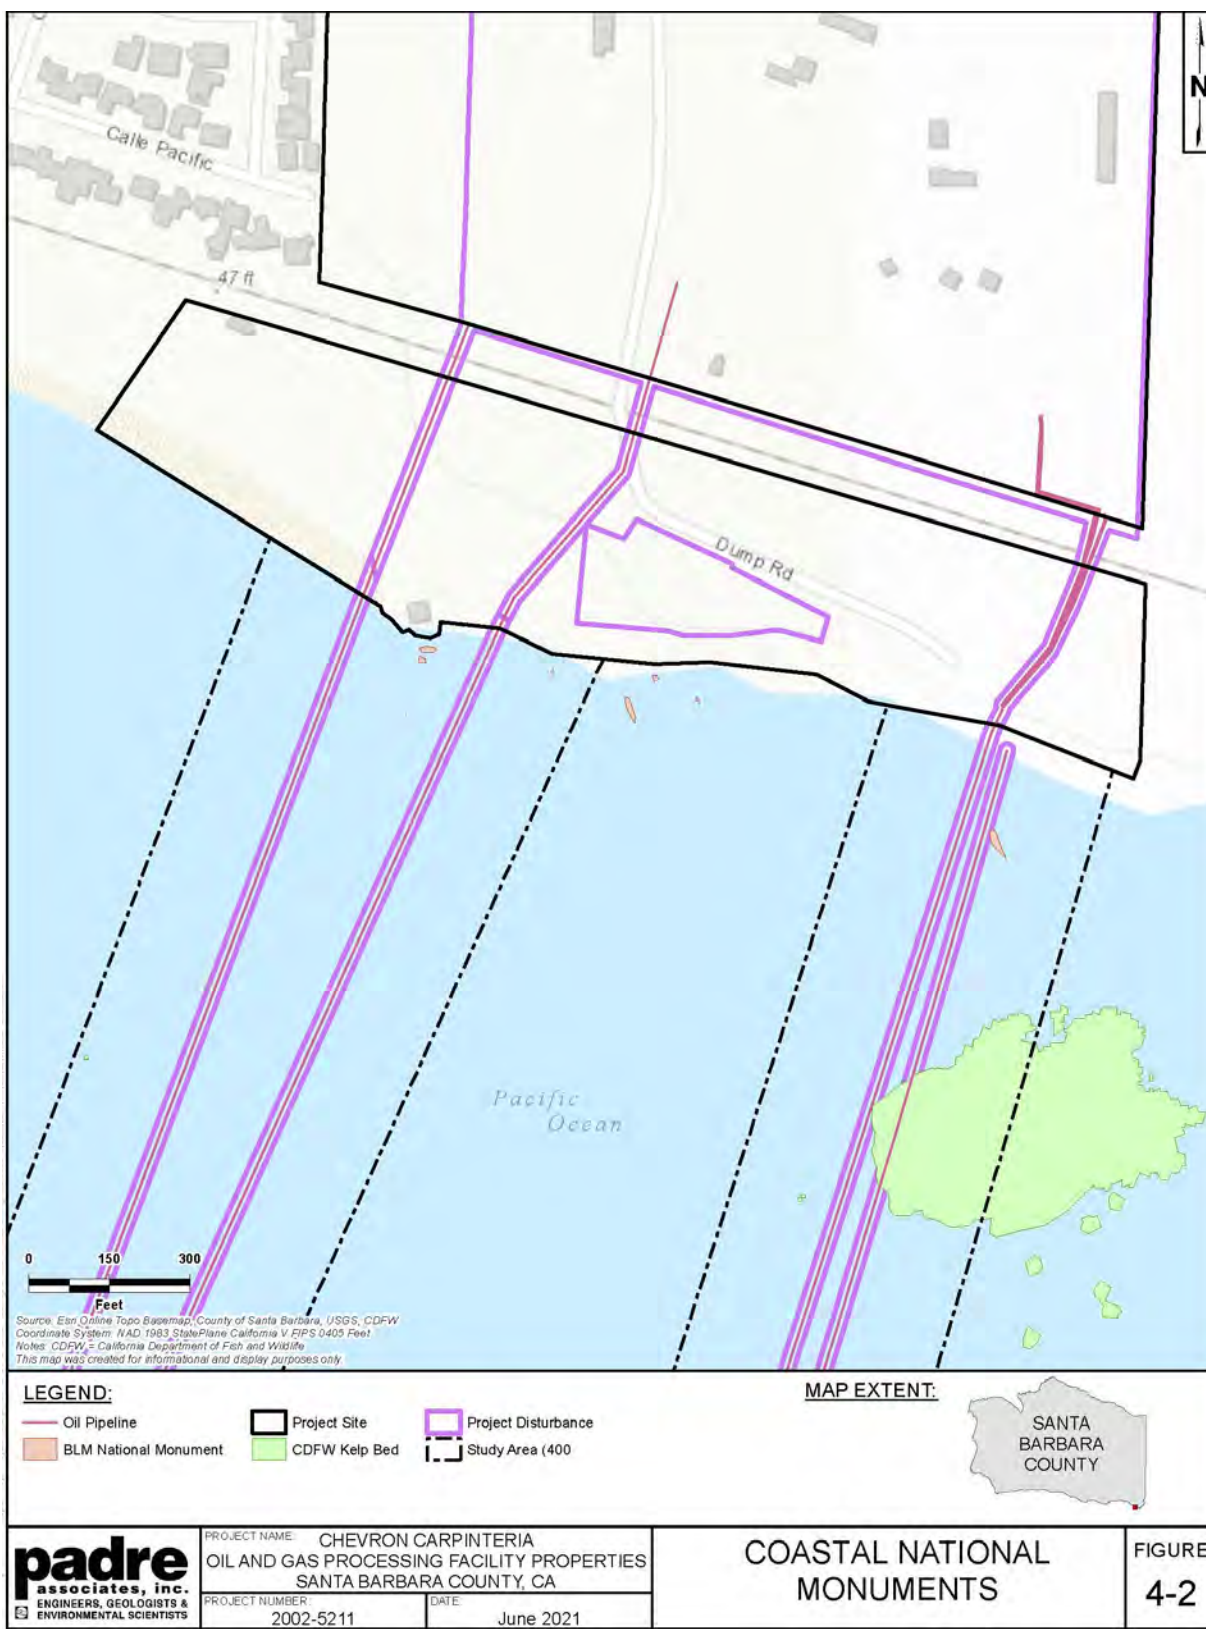 N
Calle Pacific
47 ft
Dump Rd
Pacific
Ocean
0 150 300
Feet
Source: Esri Online Topo Basemap, County of Santa Barbara, USGS, CDFW
Coordinate System: NAD 1983 StatePlane California V FIPS 0405 Feet
Notes: CDFW = California Department of Fish and Wildlife
This map was created for informational and display purposes only.
LEGEND:
Oil Pipeline
Project Site
Project Disturbance
BLM National Monument
CDFW Kelp Bed
Study Area (400
MAP EXTENT:
SANTA
BARBARA
COUNTY
padre
associates, inc.
ENGINEERS, GEOLOGISTS &
ENVIRONMENTAL SCIENTISTS
PROJECT NAME: CHEVRON CARPINTERIA
OIL AND GAS PROCESSING FACILITY PROPERTIES
SANTA BARBARA COUNTY, CA
PROJECT NUMBER:
2002-5211
DATE:
June 2021
COASTAL NATIONAL
MONUMENTS
FIGURE
4-2